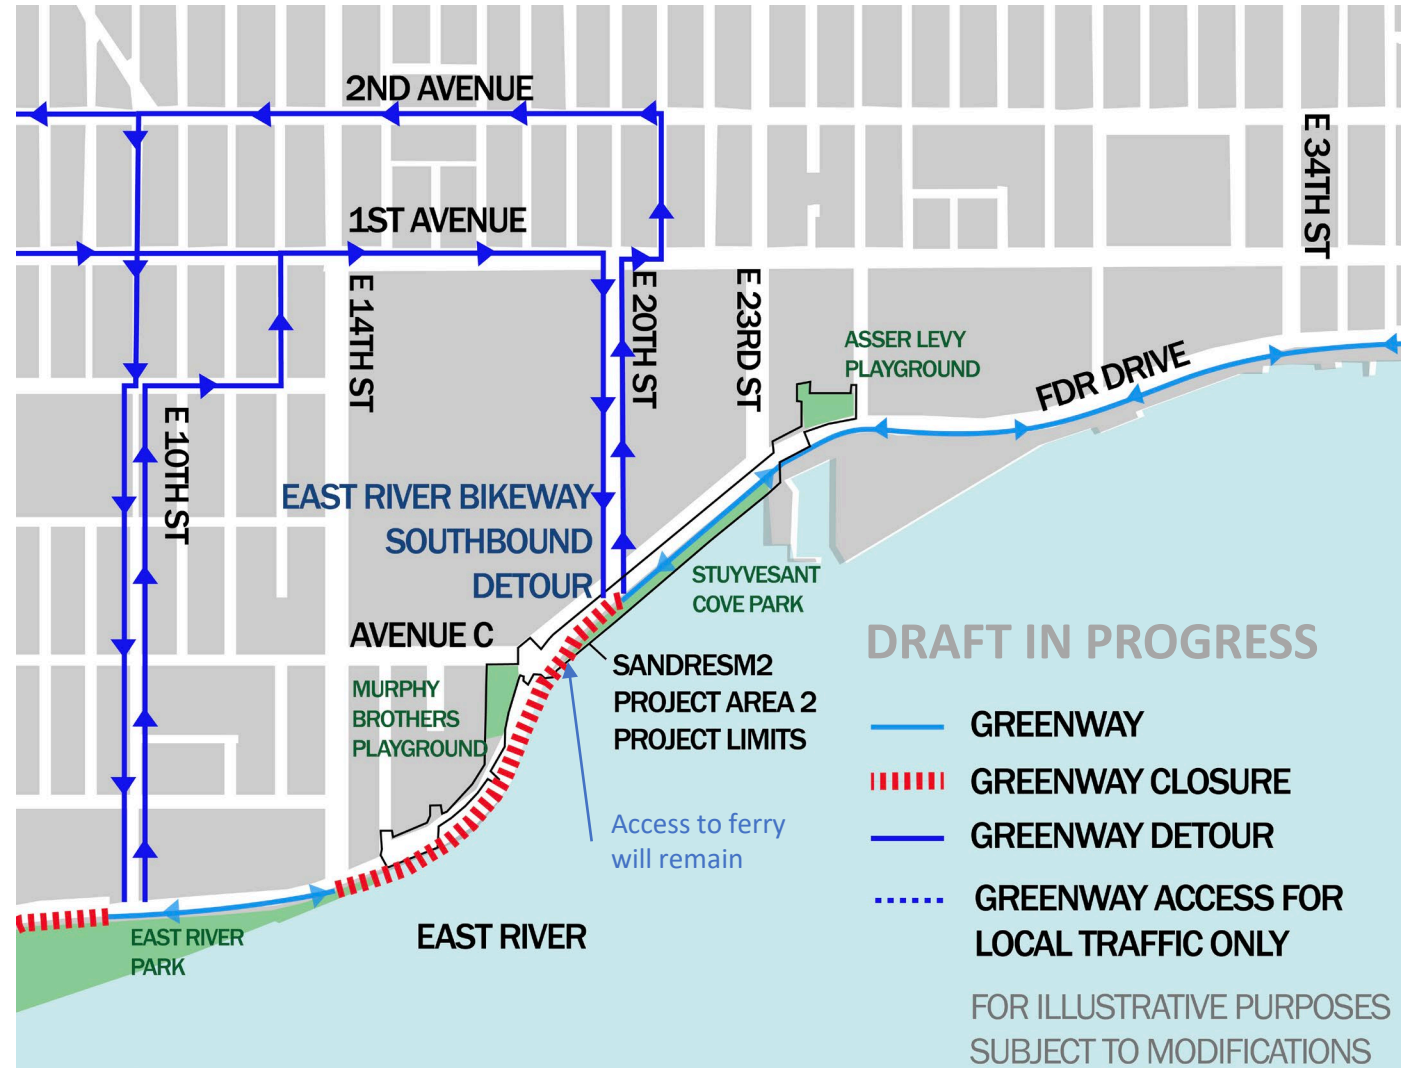 2ND AVENUE
1ST AVENUE
E 34TH ST
E 14TH ST
E 20TH ST
E 23RD ST
ASSER LEVY
PLAYGROUND
FDR DRIVE
E 10TH ST
EAST RIVER BIKEWAY
SOUTHBOUND
DETOUR
STUYVESANT
COVE PARK
AVENUE C
SANDRESM2
PROJECT AREA 2
PROJECT LIMITS
MURPHY
BROTHERS
PLAYGROUND
Access to ferry
will remain
EAST RIVER
PARK
EAST RIVER
DRAFT IN PROGRESS
GREENWAY
GREENWAY CLOSURE
GREENWAY DETOUR
GREENWAY ACCESS FOR
LOCAL TRAFFIC ONLY
FOR ILLUSTRATIVE PURPOSES
SUBJECT TO MODIFICATIONS